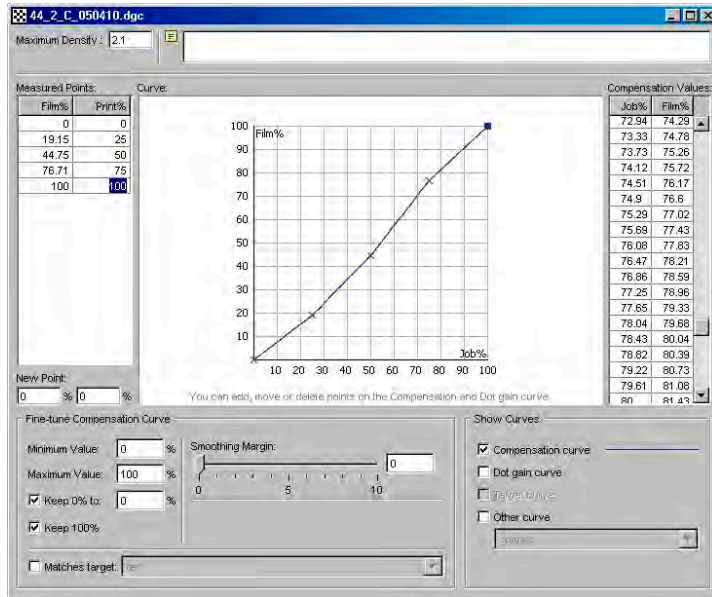 44_2_C_050410.dgc
Maximum Density : 2.1
Measured Points:
Film% Print%
0 0
19.15 25
44.75 50
76.71 75
100 100
New Point:
0 % 0 %
Curve:
Film%
100
90
80
70
60
50
40
30
20
10
Job%
10 20 30 40 50 60 70 80 90 100
You can add, move or delete points on the Compensation and Dot gain curve.
Compensation Values:
Job% Film%
72.94 74.29
73.33 74.78
73.73 75.26
74.12 75.72
74.51 76.17
74.9 76.6
75.29 77.02
75.69 77.43
76.08 77.83
76.47 78.21
76.86 78.59
77.25 78.96
77.65 79.33
78.04 79.68
78.43 80.04
78.82 80.39
79.22 80.73
79.61 81.08
80 81.43
Fine-tune Compensation Curve
Minimum Value: 0 %
Maximum Value: 100 %
Keep 0% to: 0 %
Keep 100%
Smoothing Margin:
0
0 5 10
Matches target:
Show Curves
Compensation curve
Dot gain curve
Target curve
Other curve